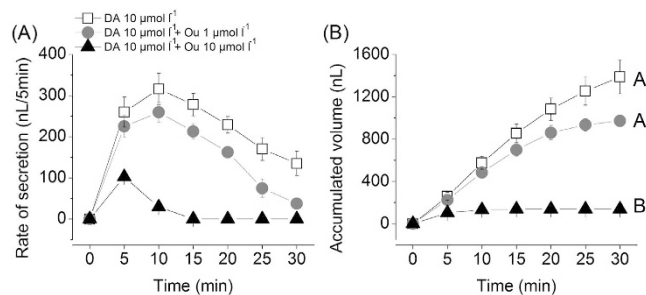 (A)
DA 10 µmol l⁻¹
DA 10 µmol l⁻¹+ Ou 1 µmol l⁻¹
DA 10 µmol l⁻¹+ Ou 10 µmol l⁻¹
Rate of secretion (nL/5min)
400
300
200
100
0
0 5 10 15 20 25 30
Time (min)
(B)
Accumulated volume (nL)
1600
1200
800
400
0
A
A
B
0 5 10 15 20 25 30
Time (min)